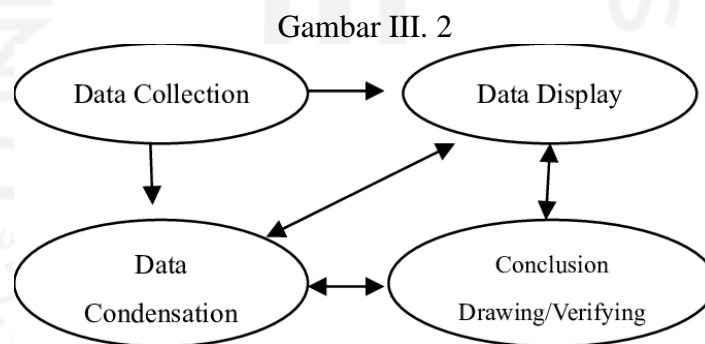 Gambar III. 2
Data Collection
Data Display
Data
Condensation
Conclusion
Drawing/Verifying